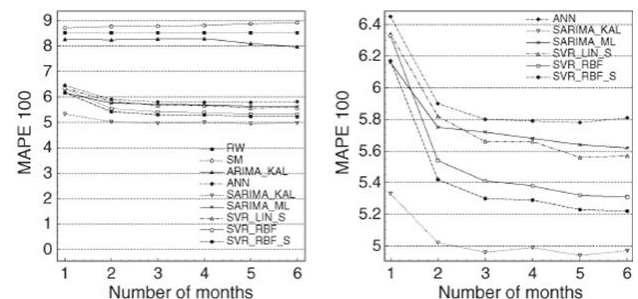 MAPE 100
9
8
7
6
5
4
3
2
1
0
RW
SM
ARIMA_KAL
ANN
SARIMA_KAL
SARIMA_ML
SVR_LIN_S
SVR_RBF
SVR_RBF_S
1 2 3 4 5 6
Number of months
MAPE 100
6.4
6.2
6
5.8
5.6
5.4
5.2
5
ANN
SARIMA_KAL
SARIMA_ML
SVR_LIN_S
SVR_RBF
SVR_RBF_S
1 2 3 4 5 6
Number of months